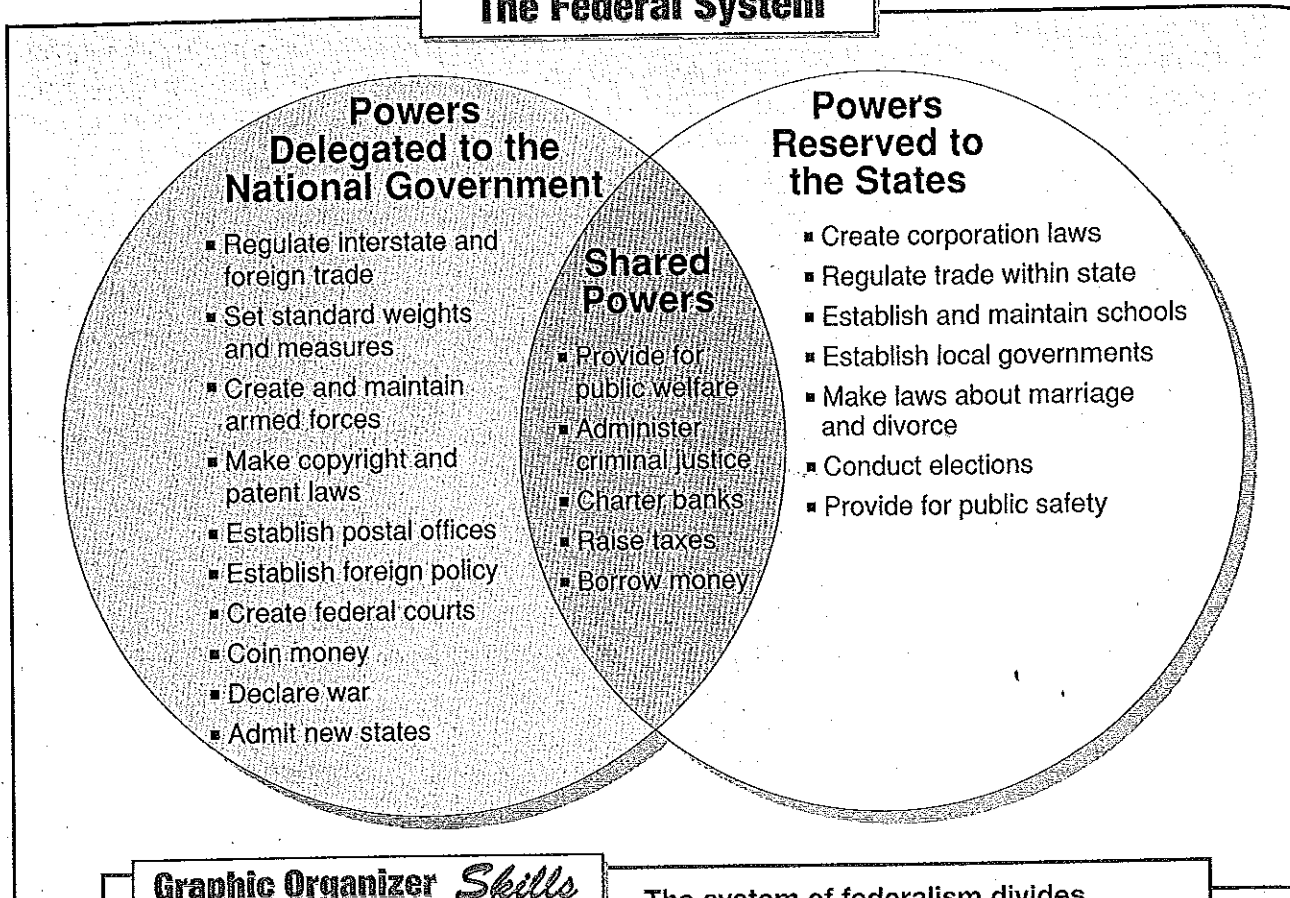 The Federal System
Powers
Delegated to the
National Government
■ Regulate interstate and
foreign trade
■ Set standard weights
and measures
■ Create and maintain
armed forces
■ Make copyright and
patent laws
■ Establish postal offices
■ Establish foreign policy
■ Create federal courts
■ Coin money
■ Declare war
■ Admit new states
Shared
Powers
■ Provide for
public welfare
■ Administer
criminal justice
■ Charter banks
■ Raise taxes
■ Borrow money
Powers
Reserved to
the States
■ Create corporation laws
■ Regulate trade within state
■ Establish and maintain schools
■ Establish local governments
■ Make laws about marriage
and divorce
■ Conduct elections
■ Provide for public safety
Graphic Organizer Skills
The system of federalism divides